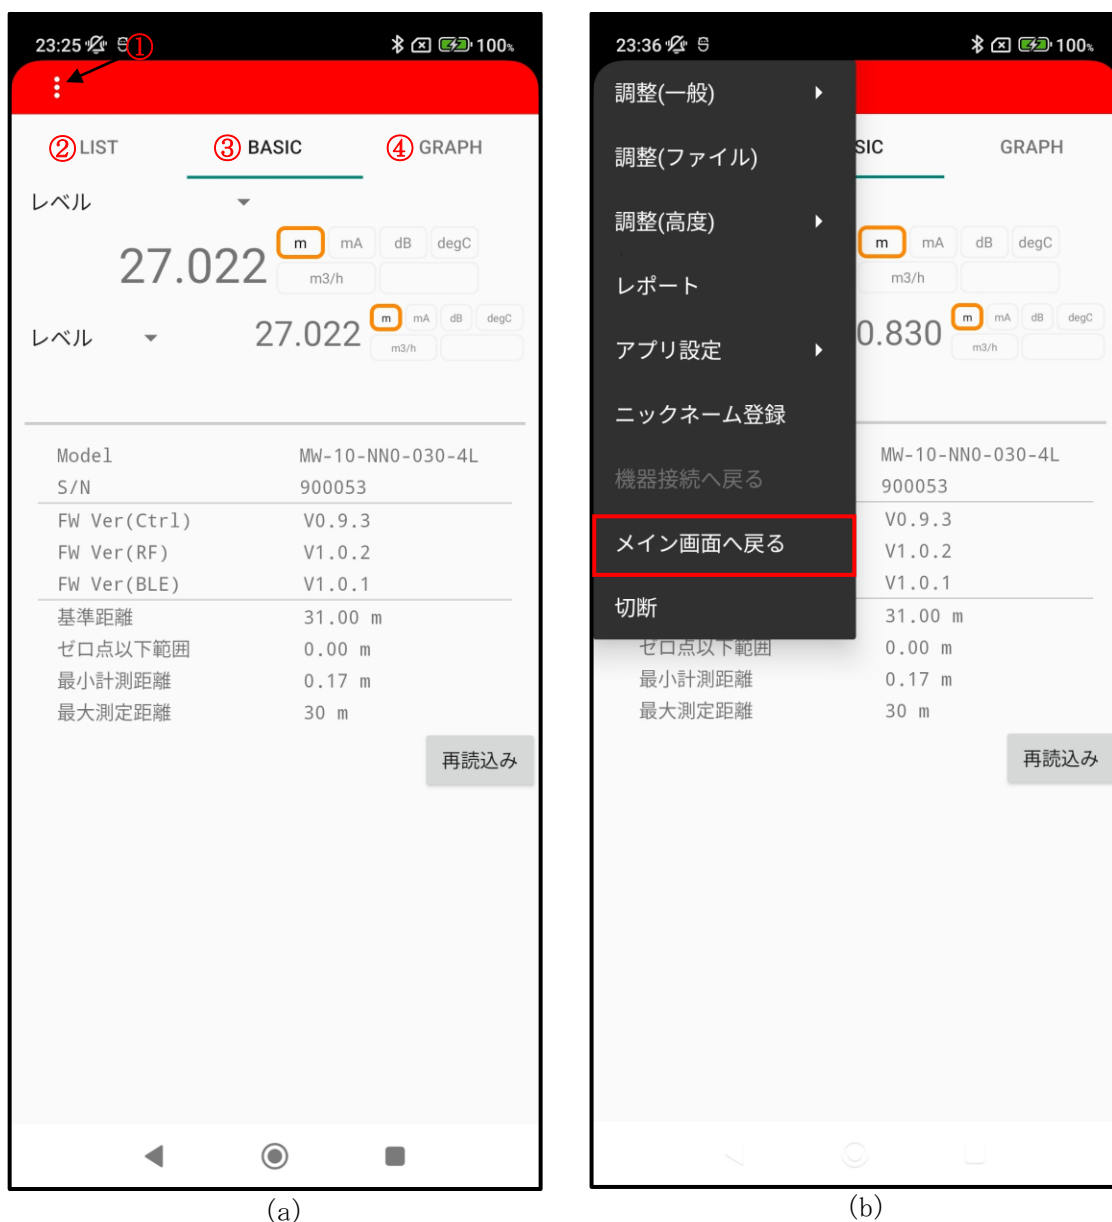 23:25 100%
①
②LIST ③BASIC ④GRAPH
レベル
27.022 m mA dB degC
m3/h
レベル 27.022 m mA dB degC
m3/h
Model MW-10-NN0-030-4L
S/N 900053
FW Ver(Ctrl) V0.9.3
FW Ver(RF) V1.0.2
FW Ver(BLE) V1.0.1
基準距離 31.00 m
ゼロ点以下範囲 0.00 m
最小計測距離 0.17 m
最大測定距離 30 m
再読込み
(a)
23:36 100%
調整(一般)
調整(ファイル)
調整(高度)
レポート
アプリ設定
ニックネーム登録
機器接続へ戻る
メイン画面へ戻る
切断
SIC GRAPH
m mA dB degC
m3/h
0.830 m mA dB degC
m3/h
MW-10-NN0-030-4L
900053
V0.9.3
V1.0.2
V1.0.1
31.00 m
ゼロ点以下範囲 0.00 m
最小計測距離 0.17 m
最大測定距離 30 m
再読込み
(b)